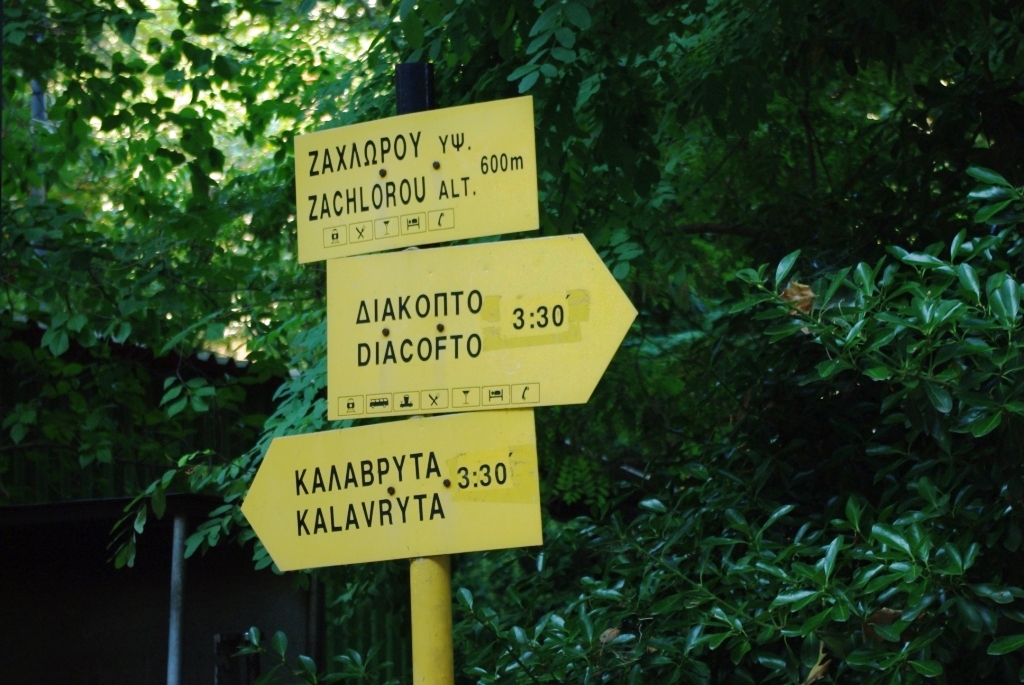 ΖΑΧΛΩΡΟΥ ΥΨ. 600m
ZACHLOROU ALT.
ΔΙΑΚΟΠΤΟ 3:30΄
DIACOFTO
ΚΑΛΑΒΡΥΤΑ 3:30΄
KALAVRYTA